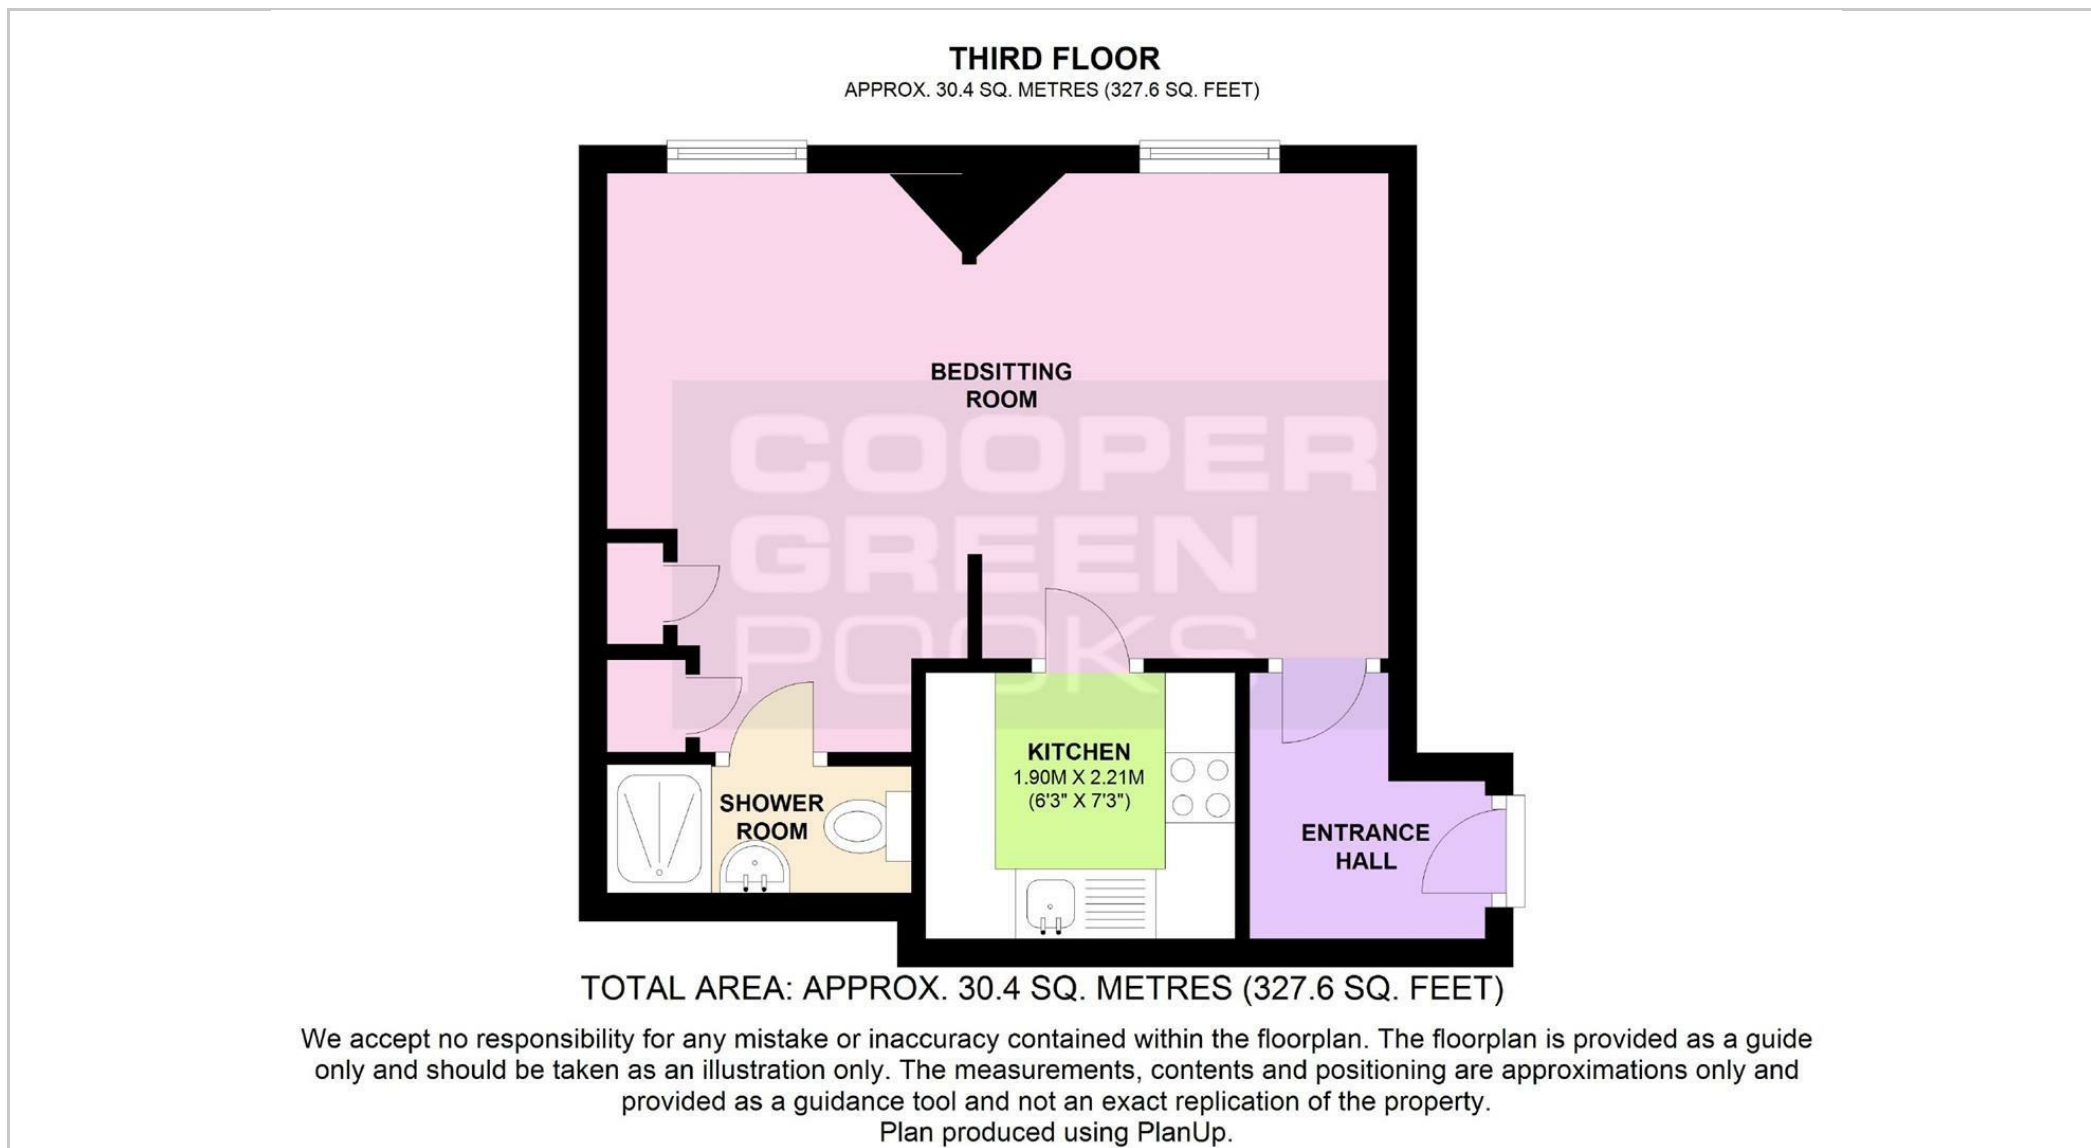 THIRD FLOOR
APPROX. 30.4 SQ. METRES (327.6 SQ. FEET)
BEDSITTING
ROOM
COOPER
GREEN
POOKS
KITCHEN
1.90M X 2.21M
(6'3" X 7'3")
SHOWER
ROOM
ENTRANCE
HALL
TOTAL AREA: APPROX. 30.4 SQ. METRES (327.6 SQ. FEET)
We accept no responsibility for any mistake or inaccuracy contained within the floorplan. The floorplan is provided as a guide
only and should be taken as an illustration only. The measurements, contents and positioning are approximations only and
provided as a guidance tool and not an exact replication of the property.
Plan produced using PlanUp.